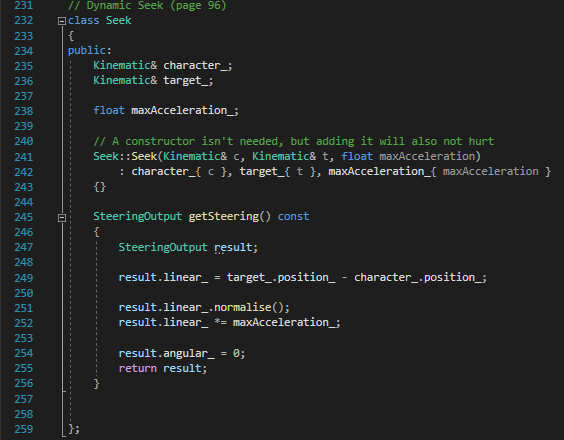 231 // Dynamic Seek (page 96)
232 class Seek
233 {
234 public:
235 Kinematic& character_;
236 Kinematic& target_;
237
238 float maxAcceleration_;
239
240 // A constructor isn't needed, but adding it will also not hurt
241 Seek::Seek(Kinematic& c, Kinematic& t, float maxAcceleration)
242 : character_{ c }, target_{ t }, maxAcceleration_{ maxAcceleration }
243 {}
244
245 SteeringOutput getSteering() const
246 {
247 SteeringOutput result;
248
249 result.linear_ = target_.position_ - character_.position_;
250
251 result.linear_.normalise();
252 result.linear_ *= maxAcceleration_;
253
254 result.angular_ = 0;
255 return result;
256 }
257
258
259 };